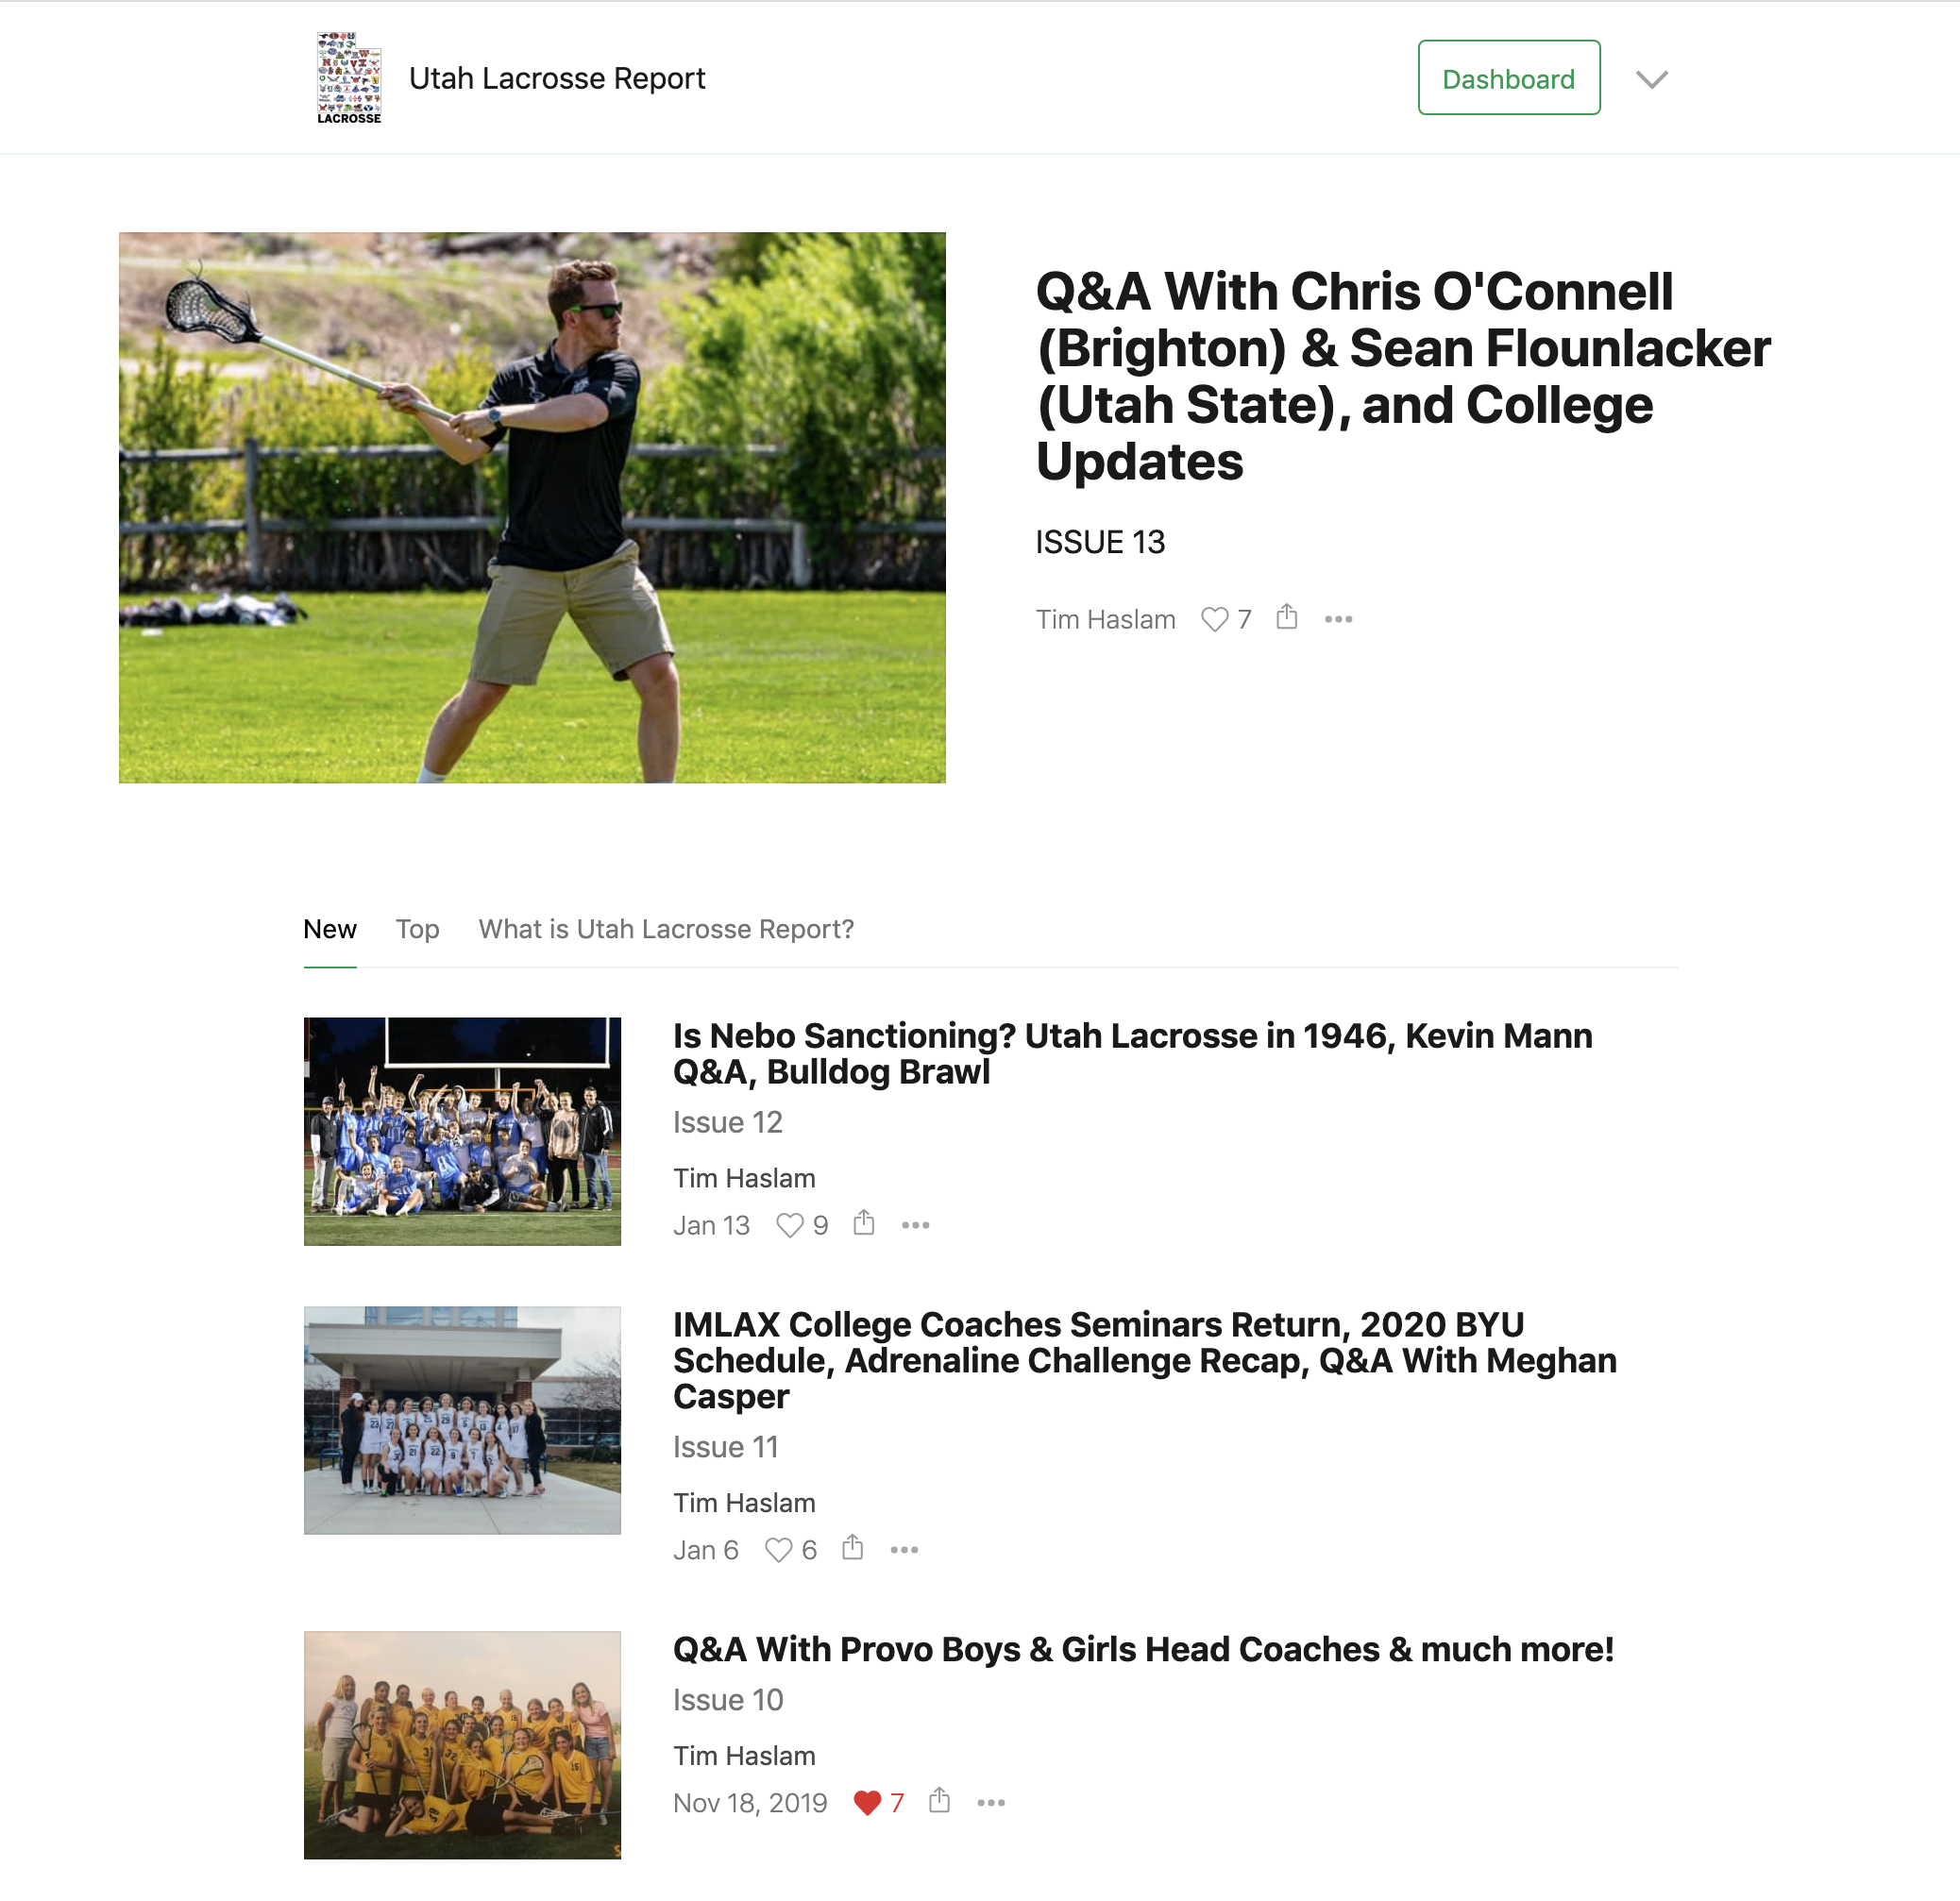 LACROSSE
Utah Lacrosse Report
Dashboard
Q&A With Chris O'Connell
(Brighton) & Sean Flounlacker
(Utah State), and College
Updates
ISSUE 13
Tim Haslam 7
New Top What is Utah Lacrosse Report?
Is Nebo Sanctioning? Utah Lacrosse in 1946, Kevin Mann
Q&A, Bulldog Brawl
Issue 12
Tim Haslam
Jan 13 9
IMLAX College Coaches Seminars Return, 2020 BYU
Schedule, Adrenaline Challenge Recap, Q&A With Meghan
Casper
Issue 11
Tim Haslam
Jan 6 6
Q&A With Provo Boys & Girls Head Coaches & much more!
Issue 10
Tim Haslam
Nov 18, 2019 7